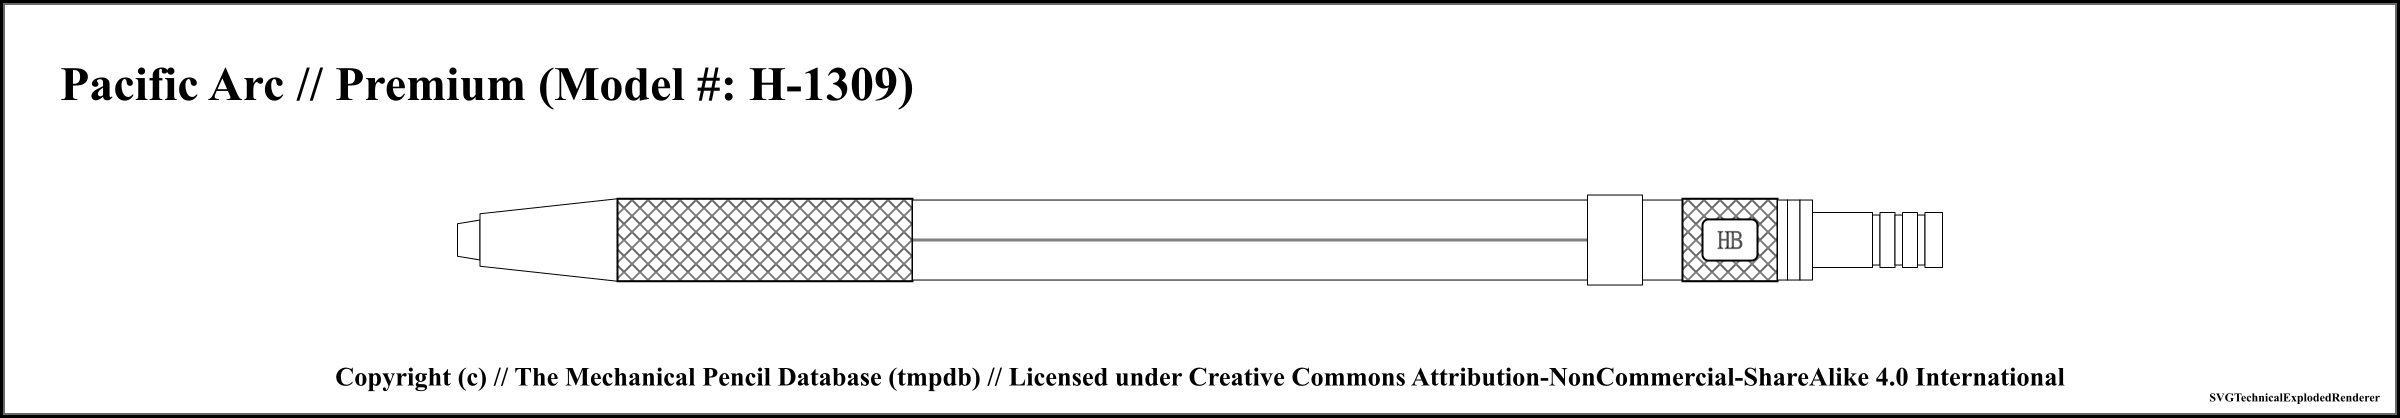 Pacific Arc // Premium (Model #: H-1309)
HB
Copyright (c) // The Mechanical Pencil Database (tmpdb) // Licensed under Creative Commons Attribution-NonCommercial-ShareAlike 4.0 International
SVGTechnicalExplodedRenderer